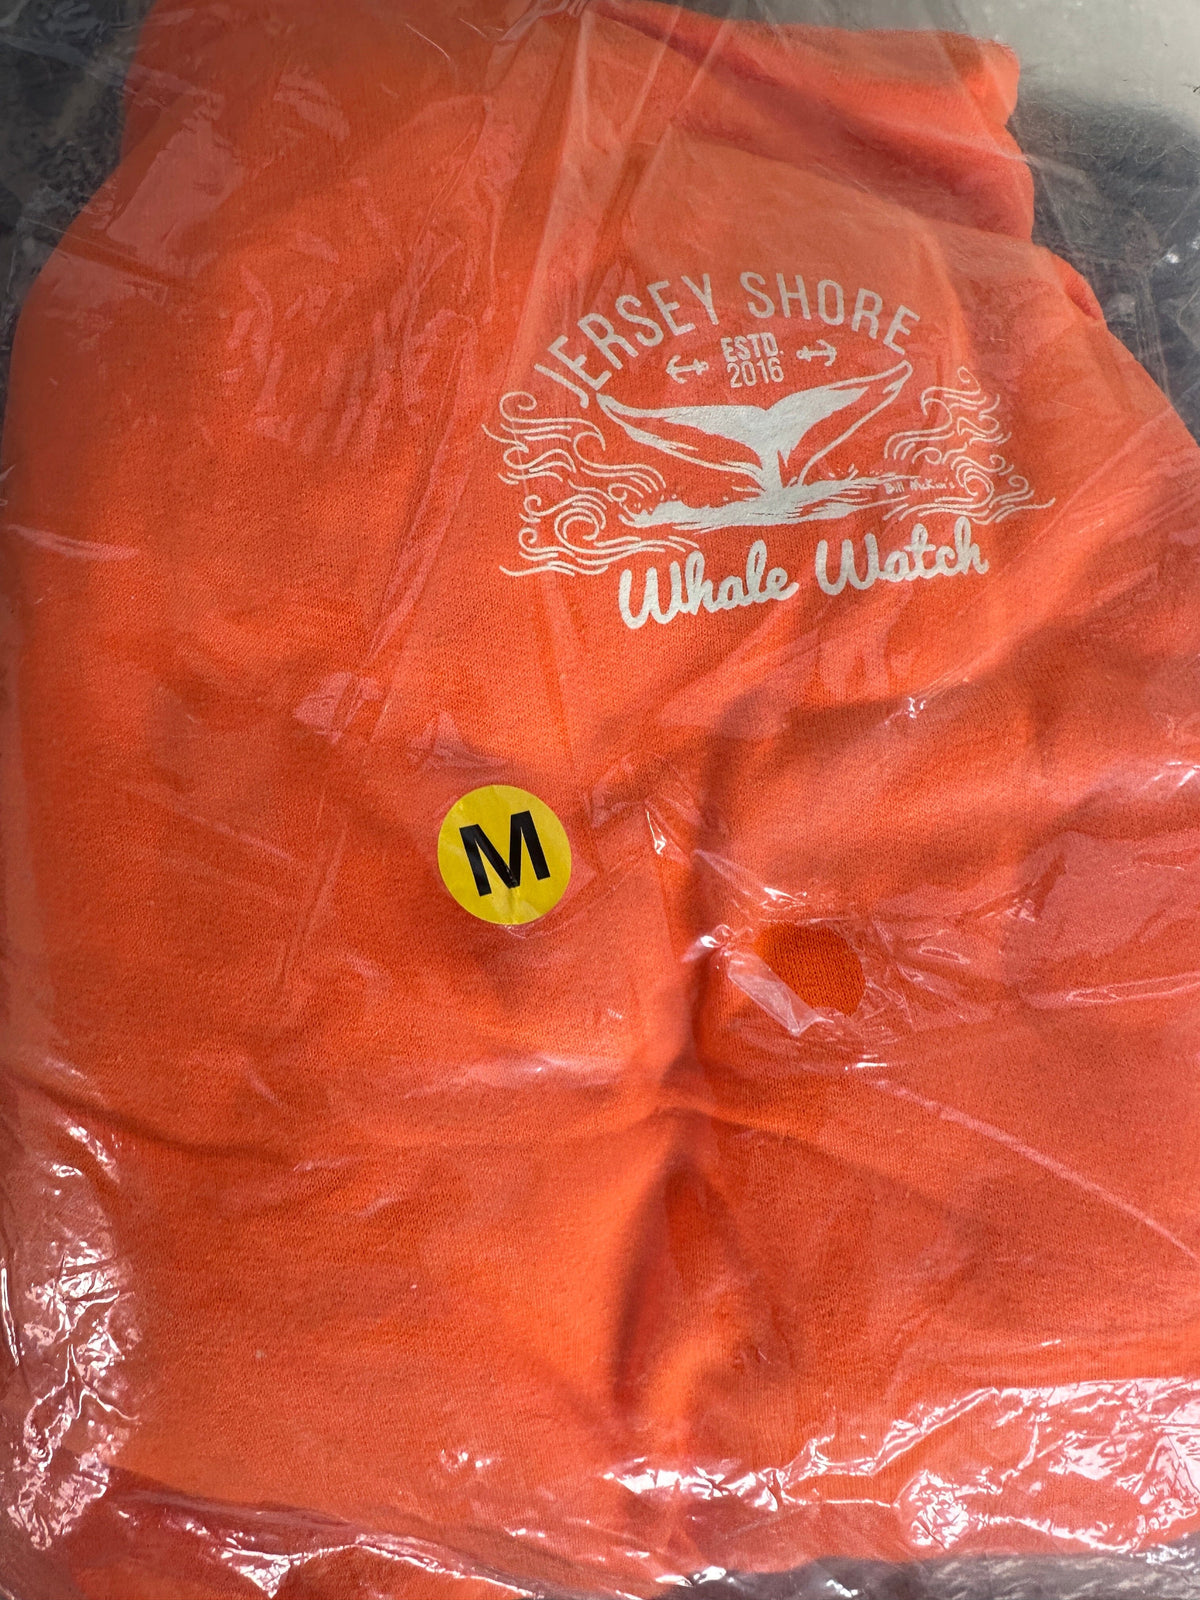 JERSEY SHORE
ESTD.
2016
Whale Watch
M